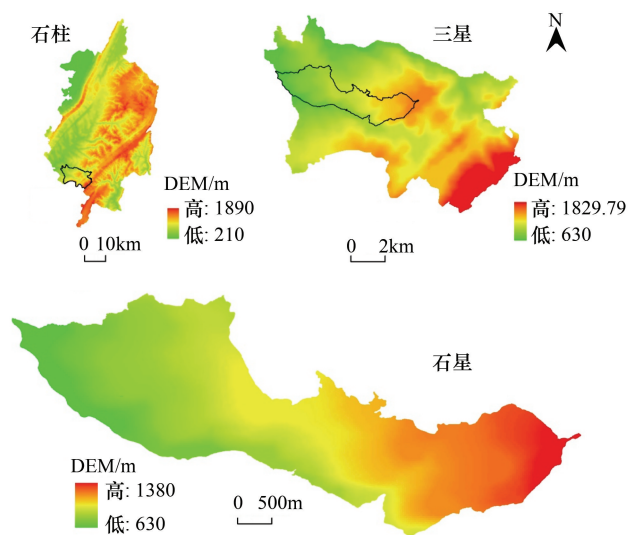 石柱
DEM/m
高: 1890
低: 210
0 10km
三星
N
DEM/m
高: 1829.79
低: 630
0 2km
石星
DEM/m
高: 1380
低: 630
0 500m